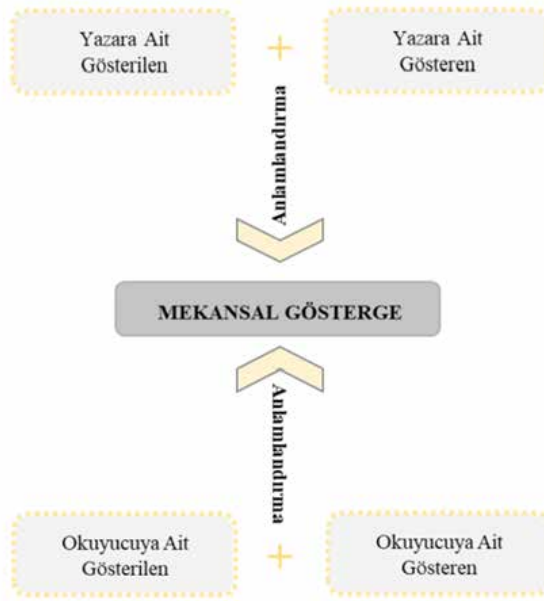 Yazara Ait
Gösterilen
+
Yazara Ait
Gösteren
Anlamlandırma
MEKANSAL GÖSTERGE
Anlamlandırma
Okuyucuya Ait
Gösterilen
+
Okuyucuya Ait
Gösteren